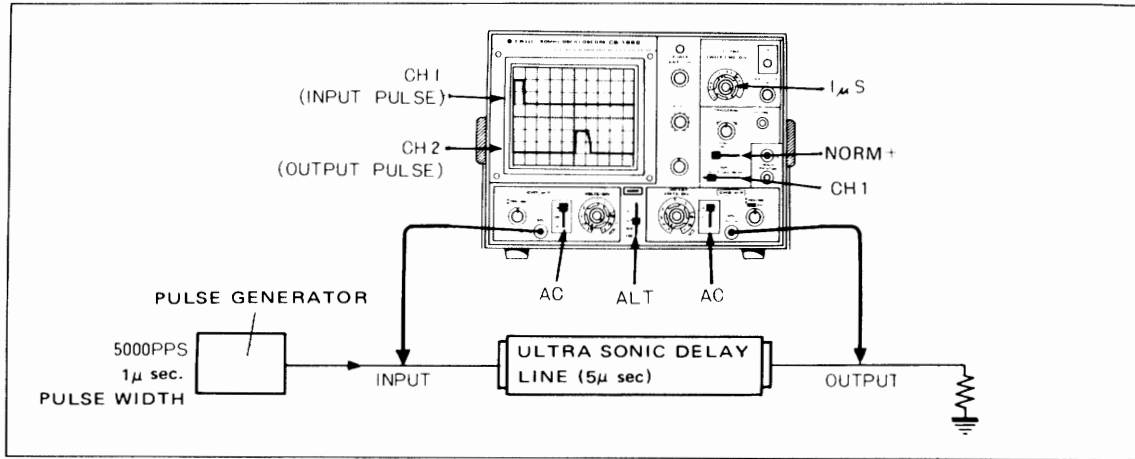 CH 1
(INPUT PULSE)
CH 2
(OUTPUT PULSE)
1μS
NORM +
CH 1
AC
ALT
AC
PULSE GENERATOR
5000PPS
1μ sec.
PULSE WIDTH
INPUT
ULTRA SONIC DELAY
LINE (5μ sec)
OUTPUT